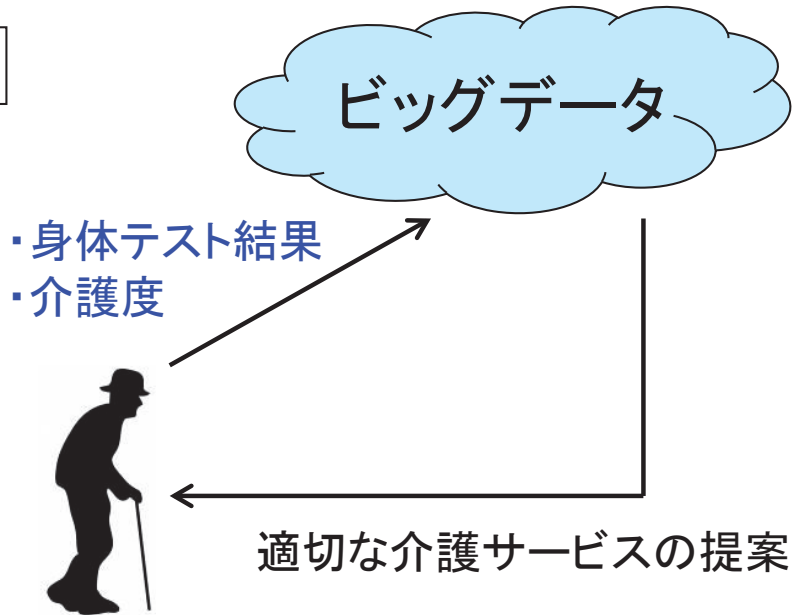 ビッグデータ
・身体テスト結果
・介護度
適切な介護サービスの提案